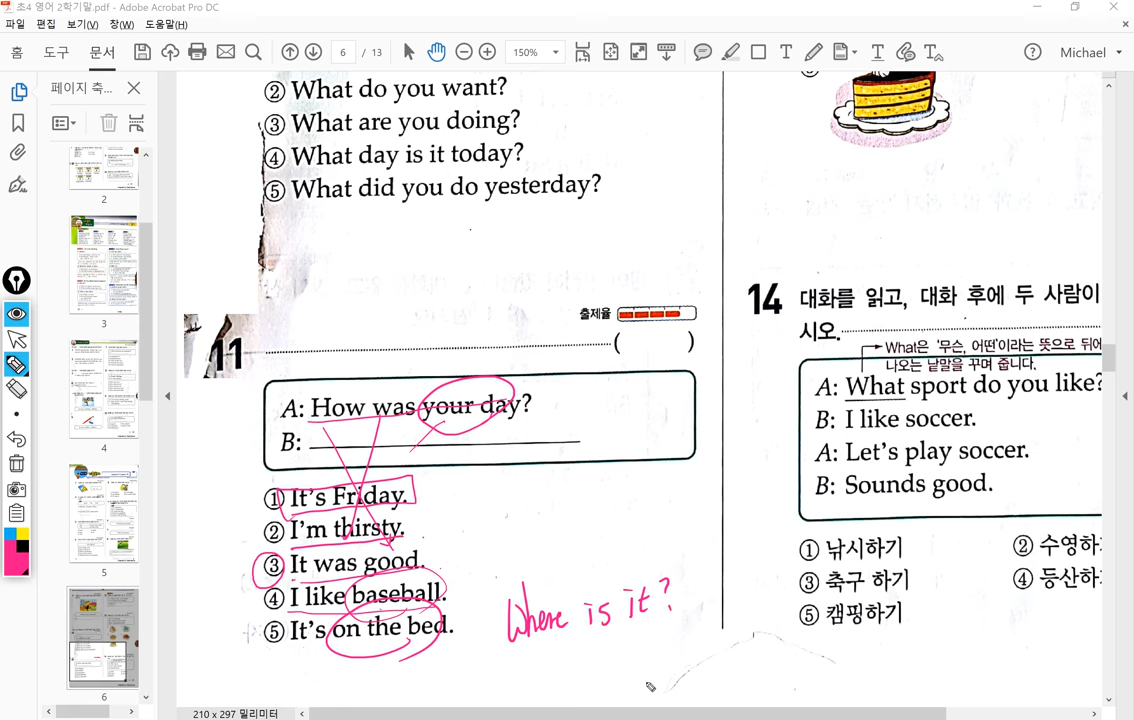 초4 영어 2학기말.pdf - Adobe Acrobat Pro DC
파일 편집 보기(V) 창(W) 도움말(H)
홈 도구 문서 6 / 13 150% Michael
페이지 축...
2
3
4
5
6
② What do you want?
③ What are you doing?
④ What day is it today?
⑤ What did you do yesterday?
출제율
11 ( )
A: How was your day?
B:
① It's Friday.
② I'm thirsty.
③ It was good.
④ I like baseball.
⑤ It's on the bed.
Where is it?
14 대화를 읽고, 대화 후에 두 사람이
시오.
What은 '무슨, 어떤'이라는 뜻으로 뒤에
나오는 낱말을 꾸며 줍니다.
A: What sport do you like?
B: I like soccer.
A: Let's play soccer.
B: Sounds good.
① 낚시하기 ② 수영하
③ 축구 하기 ④ 등산하
⑤ 캠핑하기
210 x 297 밀리미터